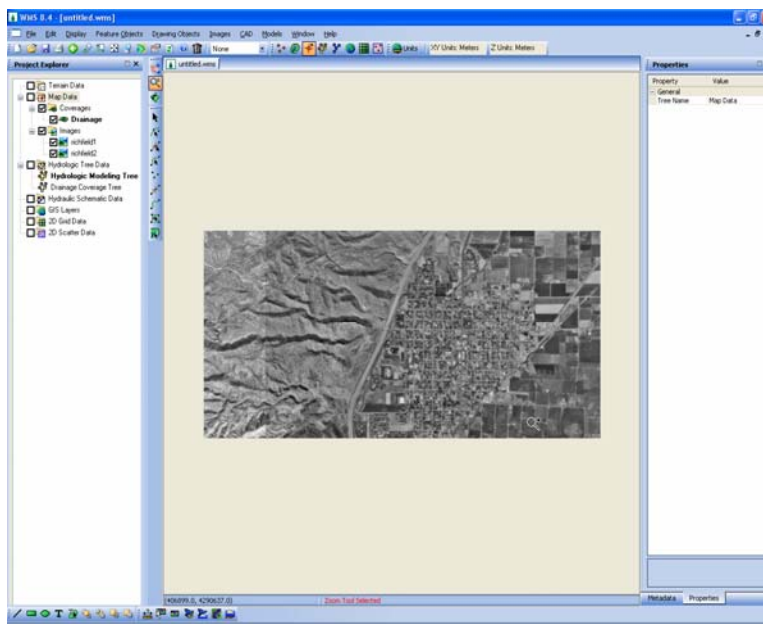 WMS 8.4 - [untitled.wms]
File Edit Display Feature Objects Drawing Objects Images CAD Models Window Help
None Units XY Units: Meters Z Units: Meters
Project Explorer
untitled.wms
Properties
Terrain Data
Map Data
Coverages
Drainage
Images
richfield1
richfield2
Hydrologic Tree Data
Hydrologic Modeling Tree
Drainage Coverage Tree
Hydraulic Schematic Data
GIS Layers
2D Grid Data
2D Scatter Data
Property Value
General
Tree Name Map Data
(406899.0, 4290637.0) Zoom Tool Selected
Metadata Properties
T